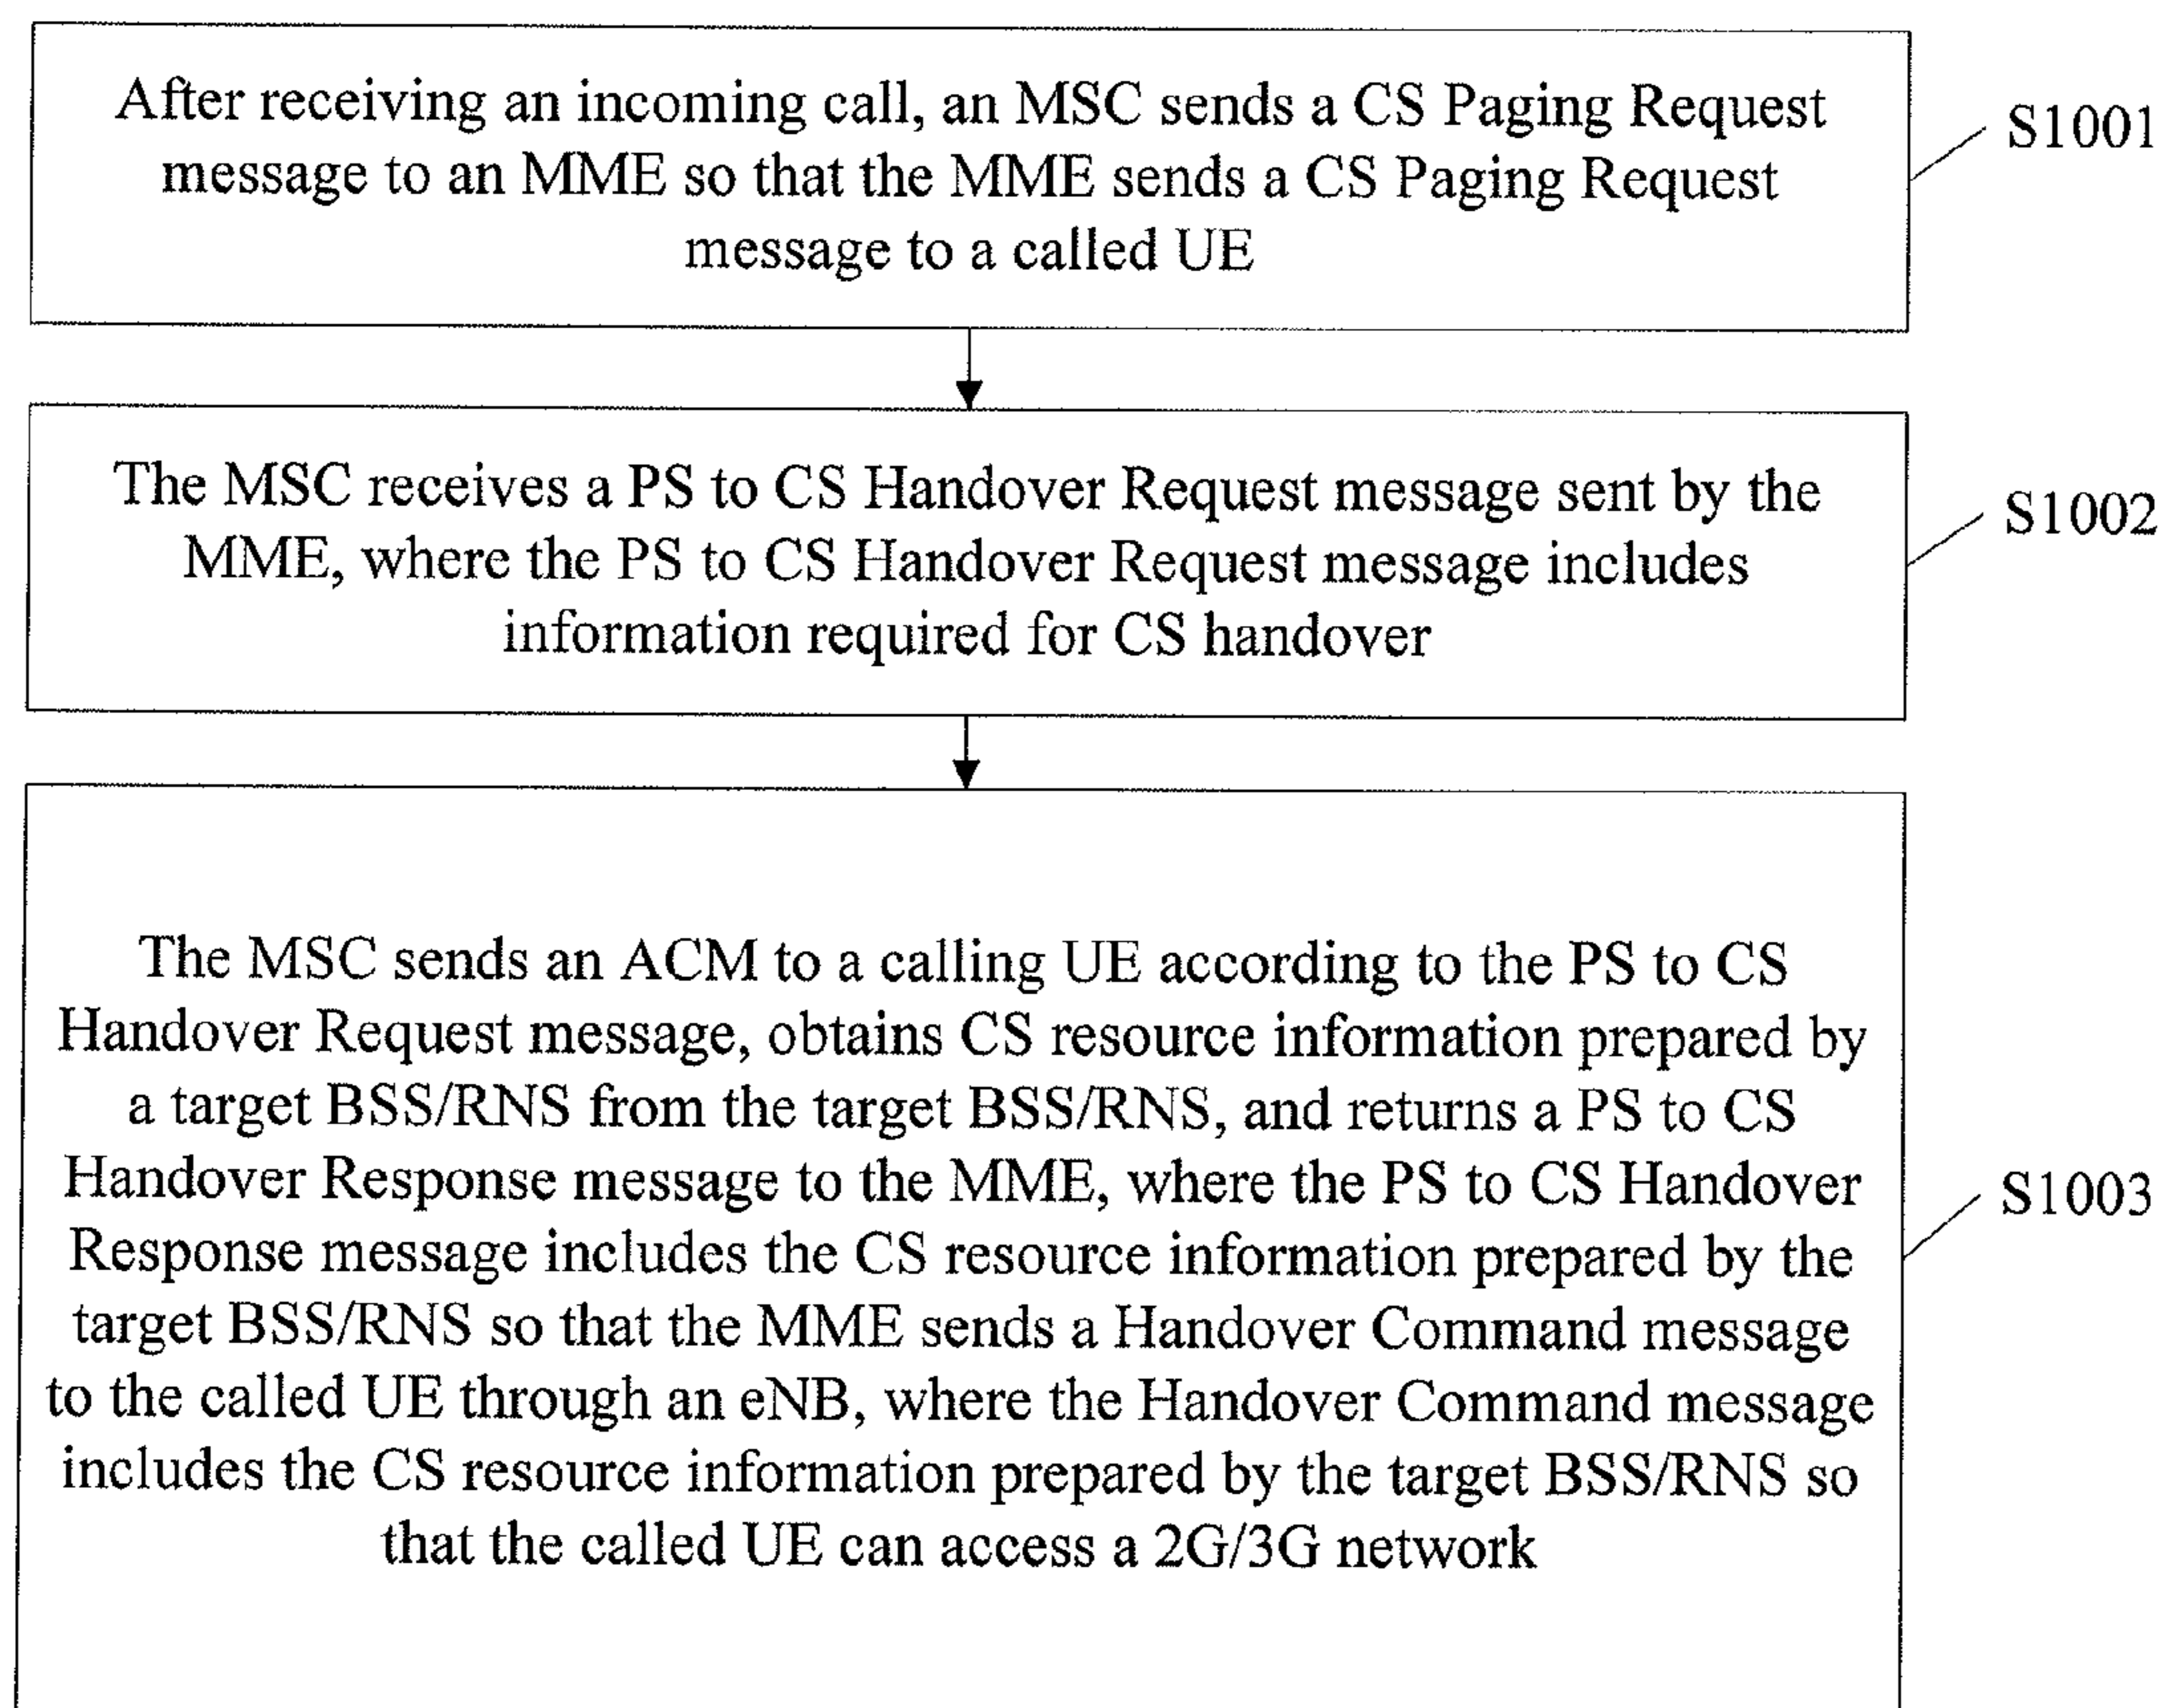 After receiving an incoming call, an MSC sends a CS Paging Request
message to an MME so that the MME sends a CS Paging Request
message to a called UE
S1001
The MSC receives a PS to CS Handover Request message sent by the
MME, where the PS to CS Handover Request message includes
information required for CS handover
S1002
The MSC sends an ACM to a calling UE according to the PS to CS
Handover Request message, obtains CS resource information prepared by
a target BSS/RNS from the target BSS/RNS, and returns a PS to CS
Handover Response message to the MME, where the PS to CS Handover
Response message includes the CS resource information prepared by the
target BSS/RNS so that the MME sends a Handover Command message
to the called UE through an eNB, where the Handover Command message
includes the CS resource information prepared by the target BSS/RNS so
that the called UE can access a 2G/3G network
S1003